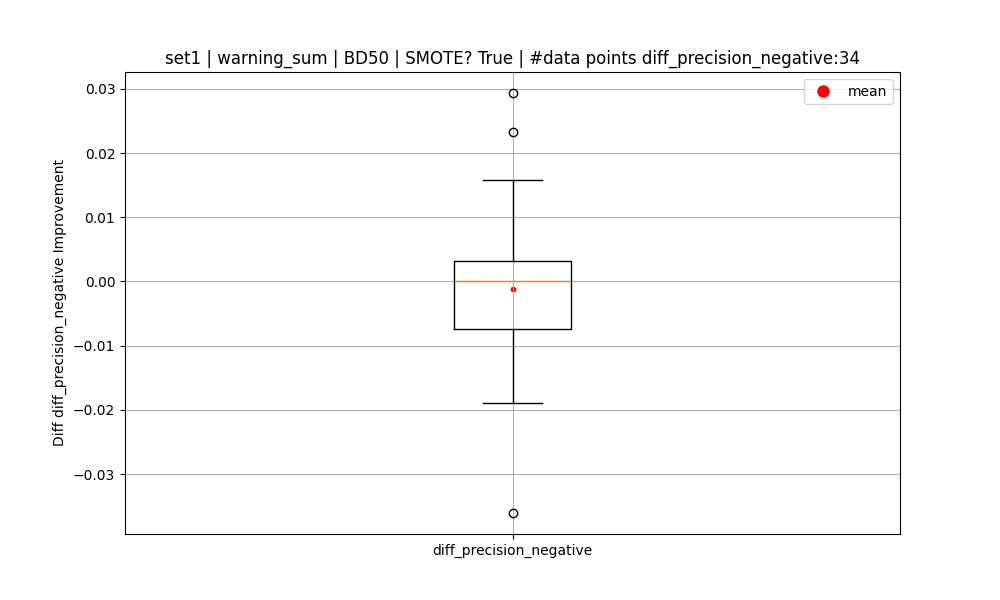 set1 | warning_sum | BD50 | SMOTE? True | #data points diff_precision_negative:34
mean
Diff diff_precision_negative Improvement
0.03
0.02
0.01
0.00
−0.01
−0.02
−0.03
diff_precision_negative